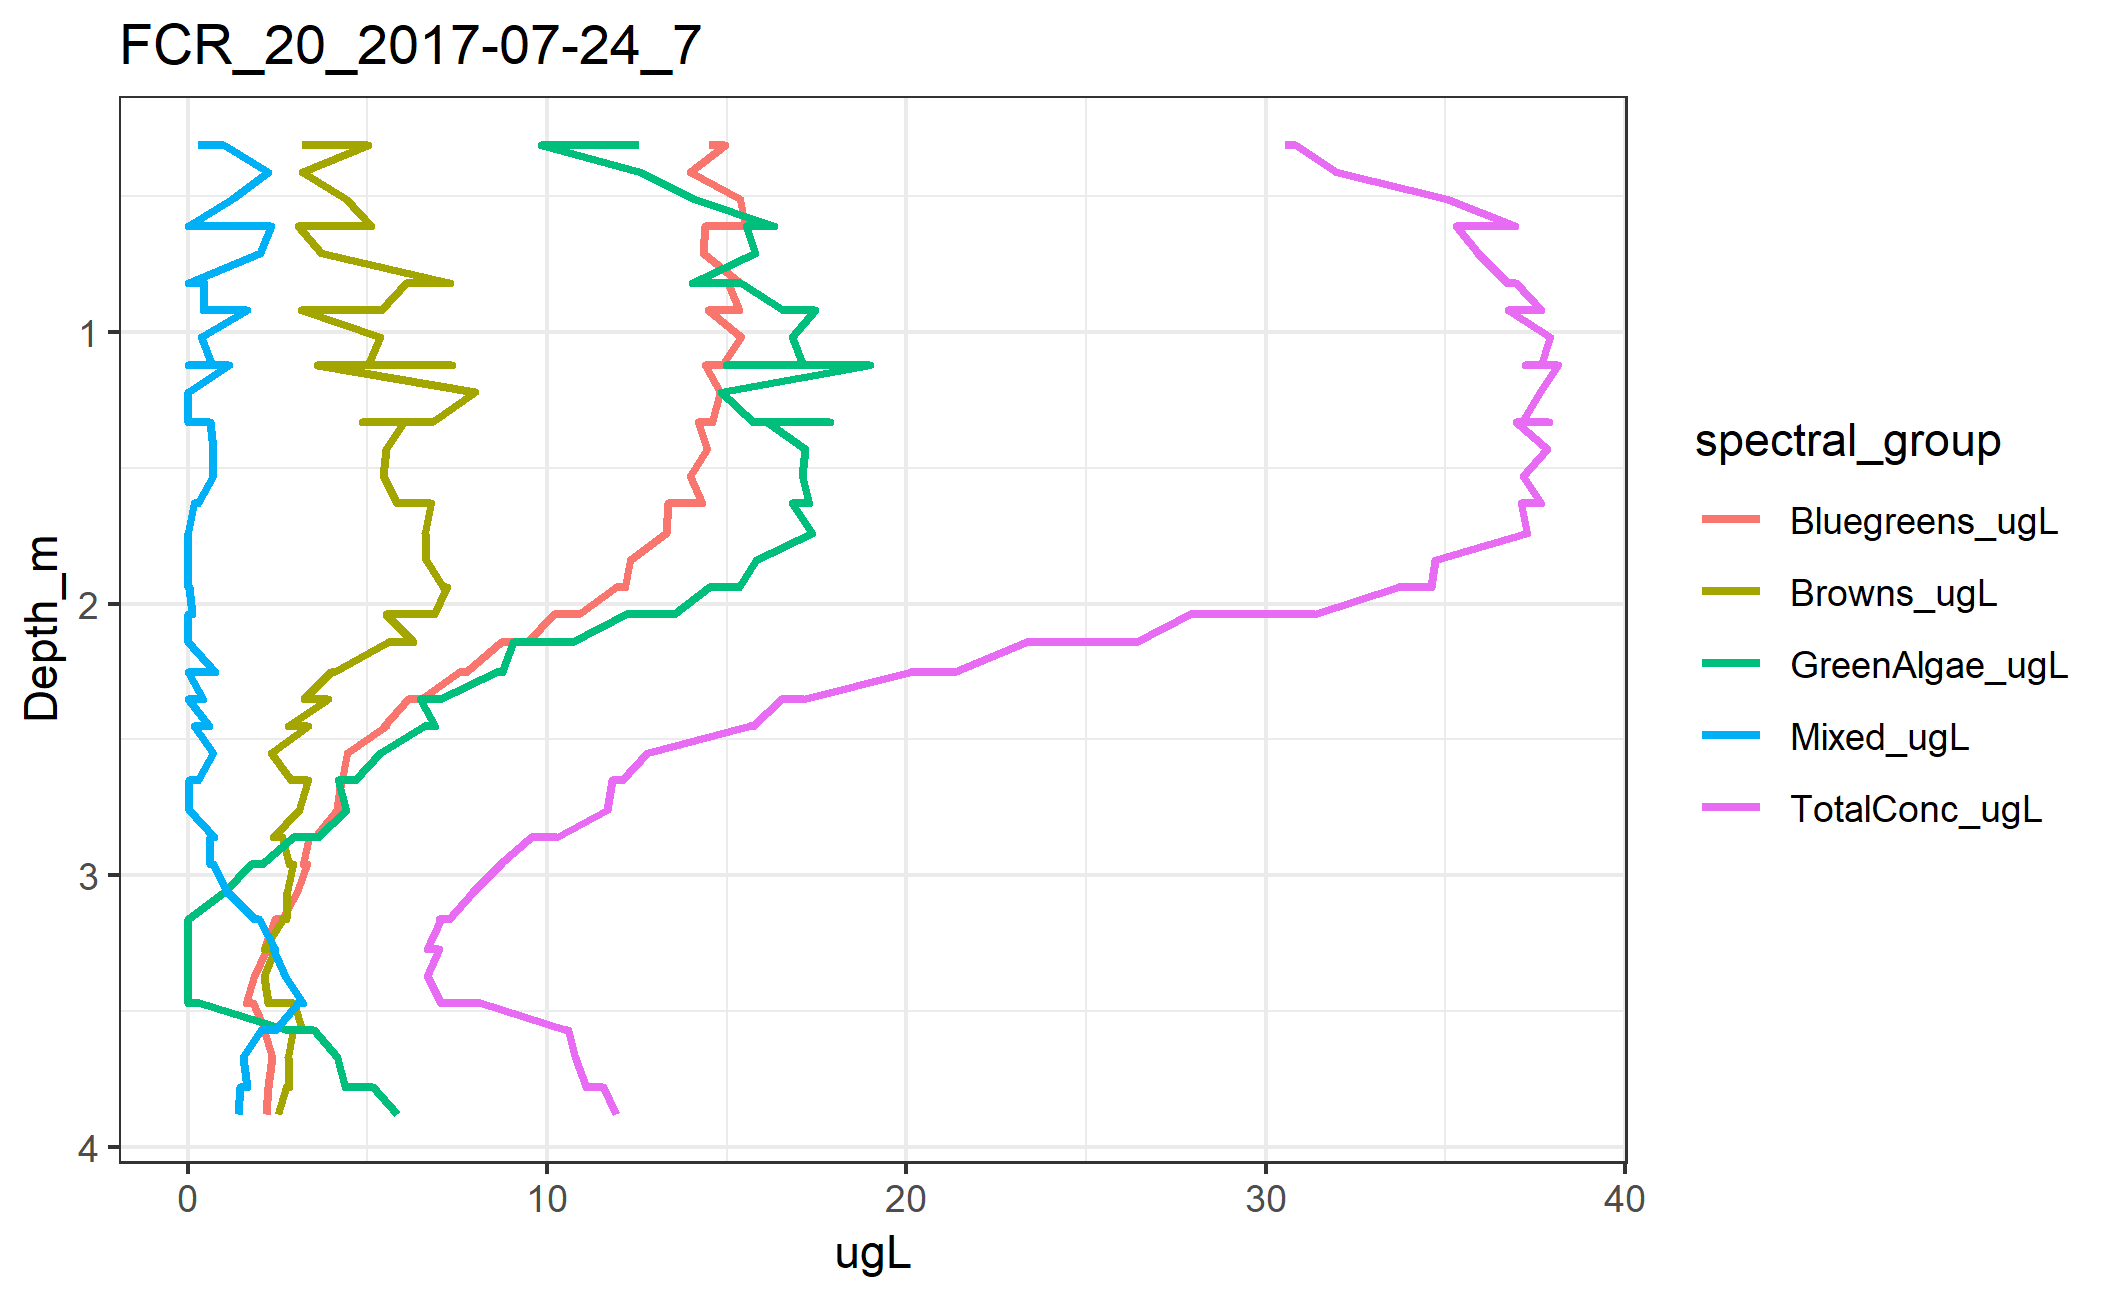 FCR_20_2017-07-24_7
Depth_m
1
2
3
4
0 10 20 30 40
ugL
spectral_group
Bluegreens_ugL
Browns_ugL
GreenAlgae_ugL
Mixed_ugL
TotalConc_ugL